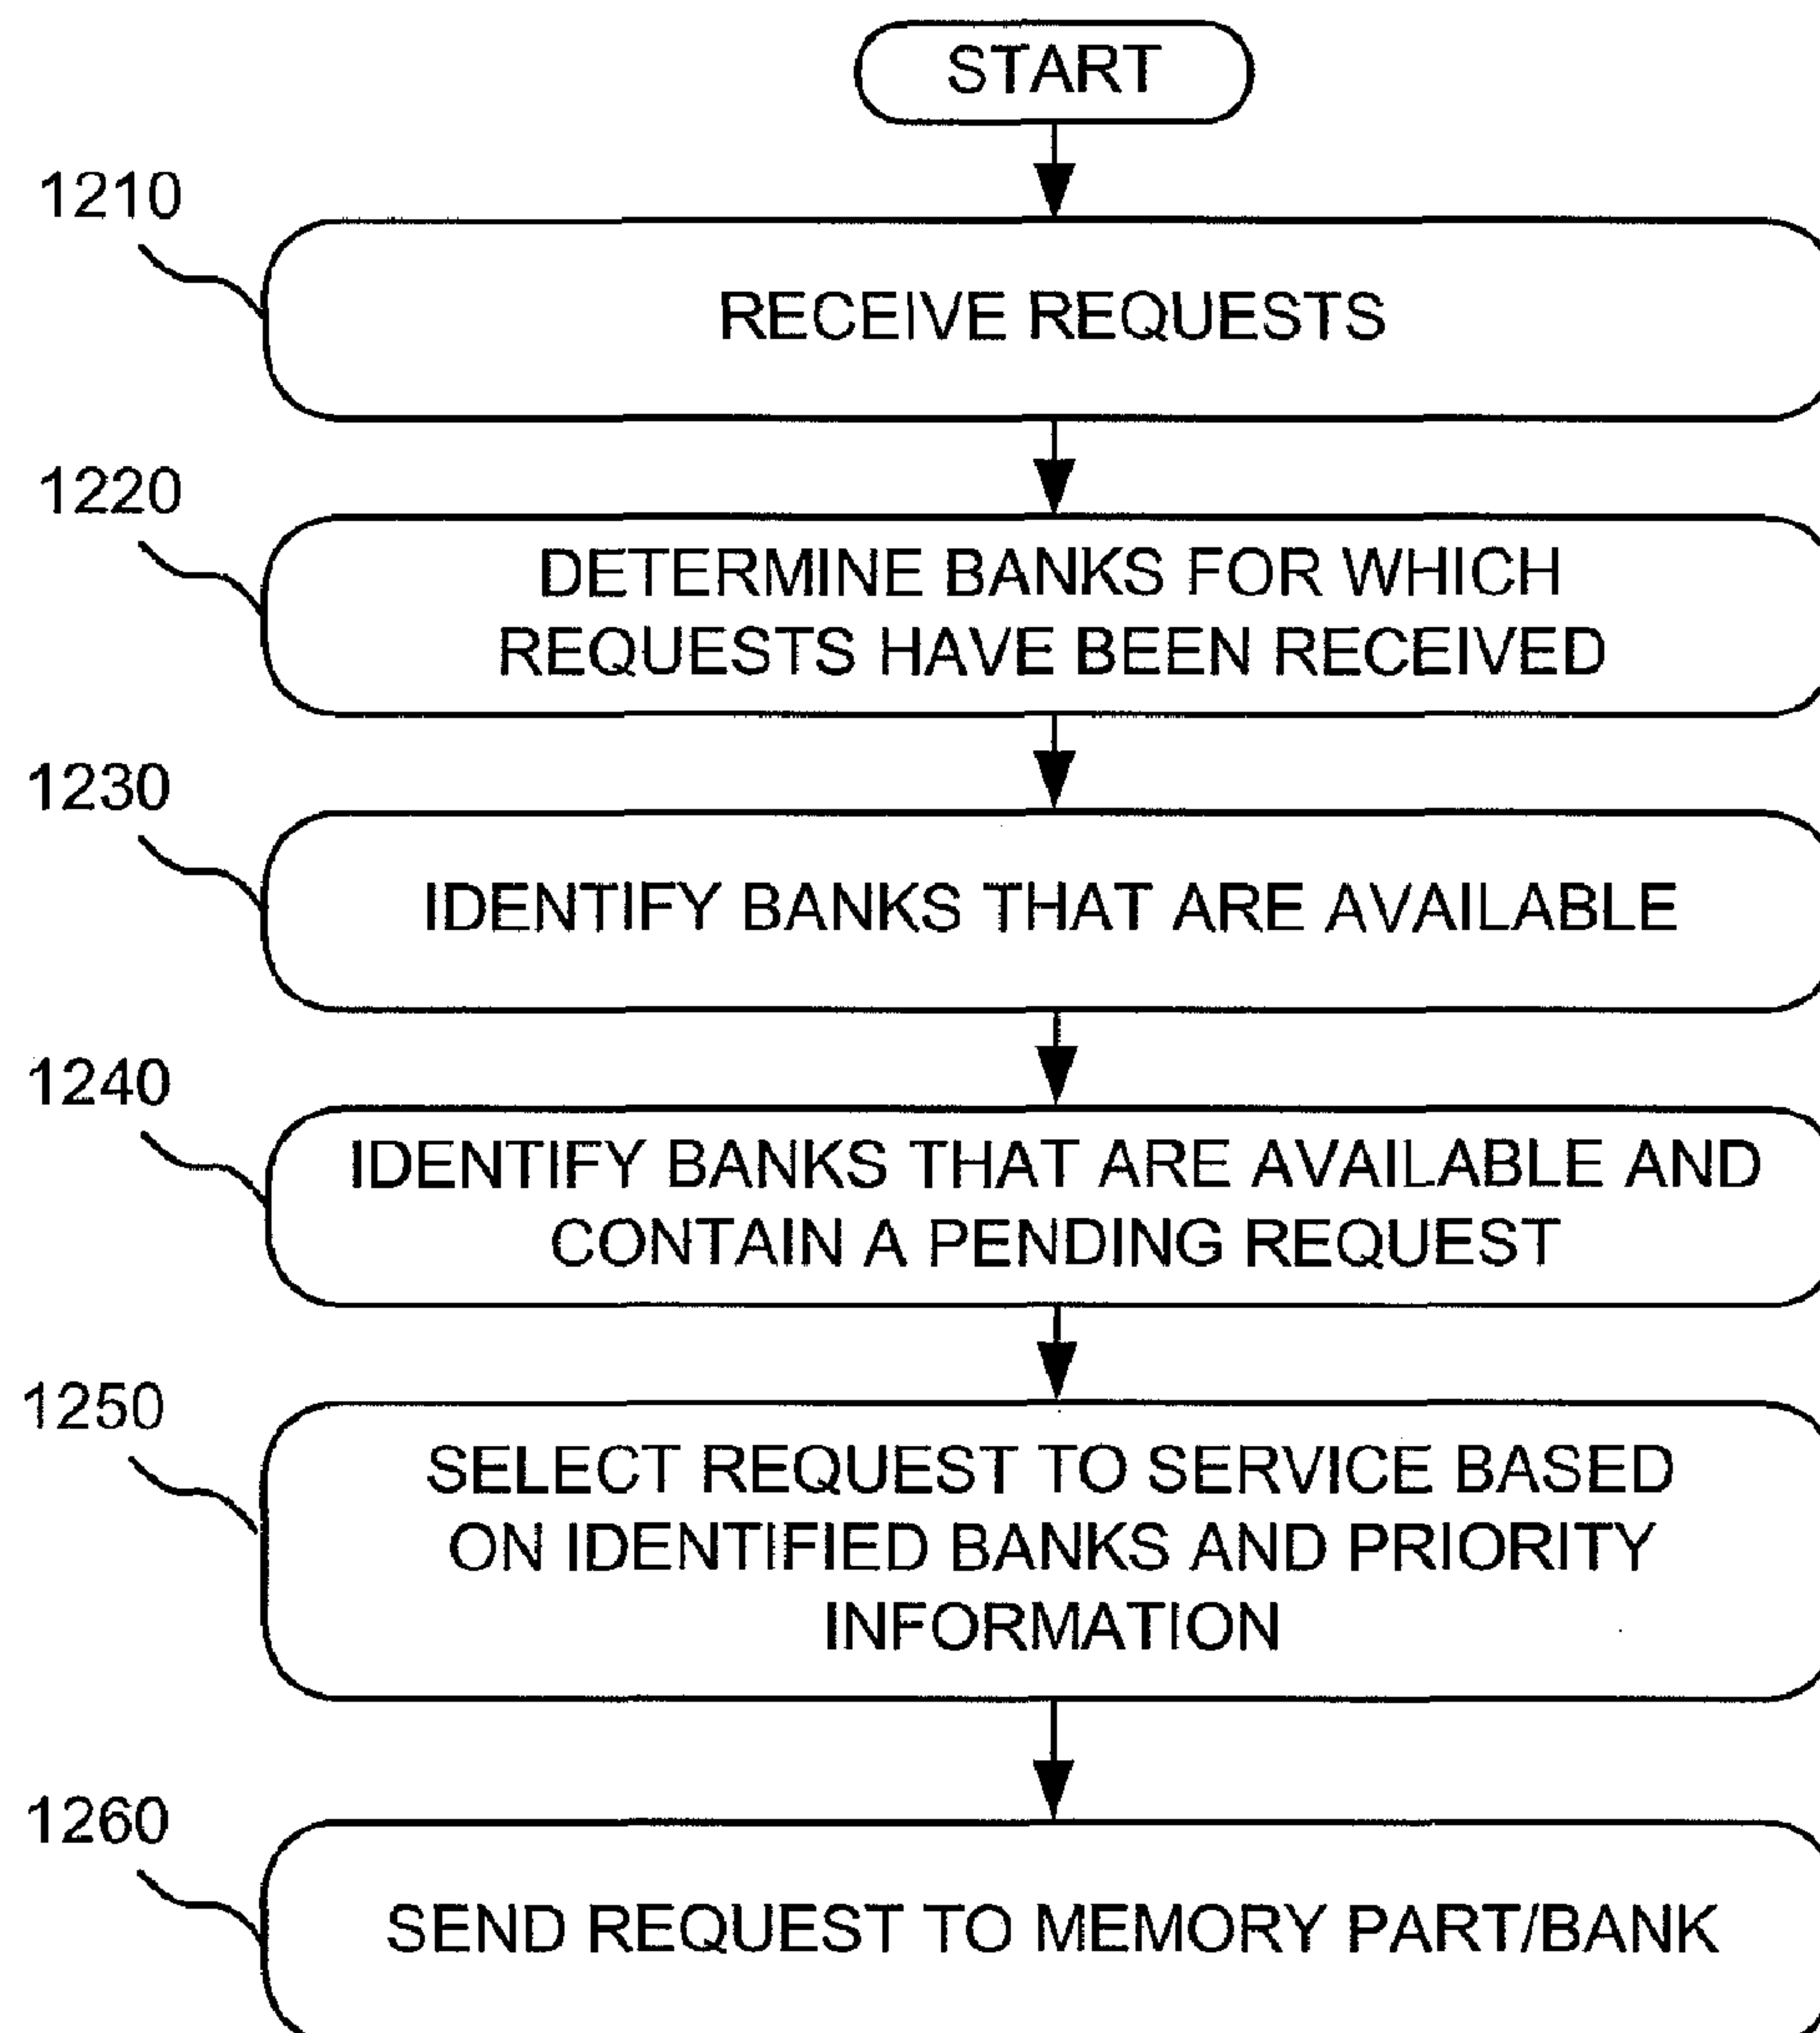 START
1210
RECEIVE REQUESTS
1220
DETERMINE BANKS FOR WHICH
REQUESTS HAVE BEEN RECEIVED
1230
IDENTIFY BANKS THAT ARE AVAILABLE
1240
IDENTIFY BANKS THAT ARE AVAILABLE AND
CONTAIN A PENDING REQUEST
1250
SELECT REQUEST TO SERVICE BASED
ON IDENTIFIED BANKS AND PRIORITY
INFORMATION
1260
SEND REQUEST TO MEMORY PART/BANK